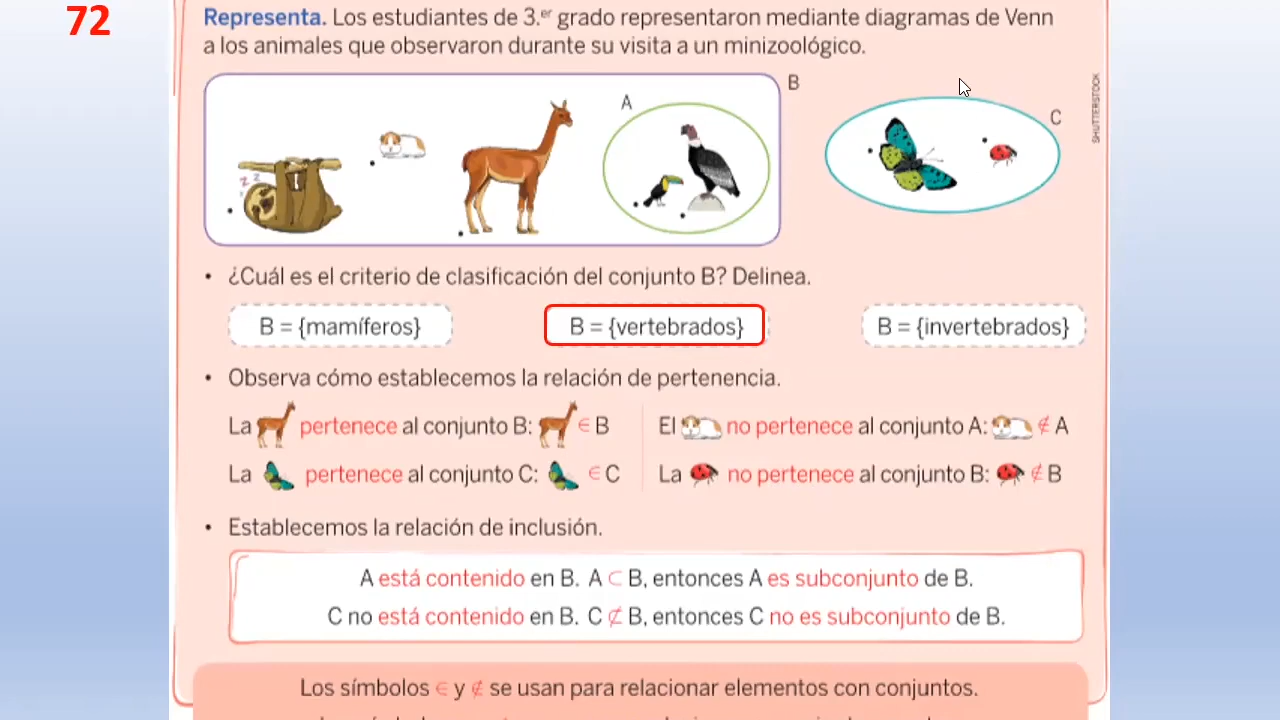 72
Representa. Los estudiantes de 3.er grado representaron mediante diagramas de Venn
a los animales que observaron durante su visita a un minizoológico.
B
A
C
SHUTTERSTOCK
z z
• ¿Cuál es el criterio de clasificación del conjunto B? Delinea.
B = {mamíferos}
B = {vertebrados}
B = {invertebrados}
• Observa cómo establecemos la relación de pertenencia.
La pertenece al conjunto B: ∈ B
El no pertenece al conjunto A: ∉ A
La pertenece al conjunto C: ∈ C
La no pertenece al conjunto B: ∉ B
• Establecemos la relación de inclusión.
A está contenido en B. A ⊂ B, entonces A es subconjunto de B.
C no está contenido en B. C ⊄ B, entonces C no es subconjunto de B.
Los símbolos ∈ y ∉ se usan para relacionar elementos con conjuntos.